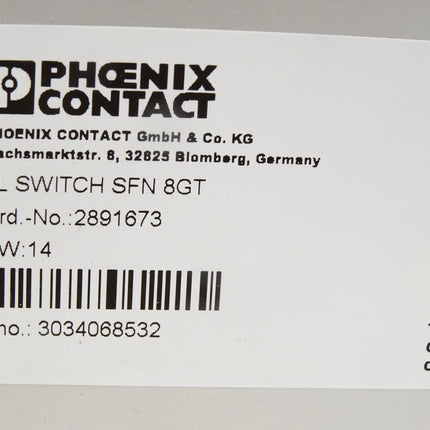 PHŒNIX
CONTACT
HOENIX CONTACT GmbH & Co. KG
achsmarktstr. 8, 32825 Blomberg, Germany
L SWITCH SFN 8GT
rd.-No.:2891673
W:14
no.: 3034068532